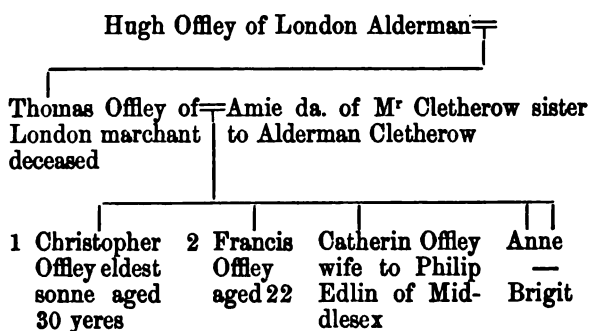 Hugh Offley of London Alderman
Thomas Offley of
London marchant
deceased
Amie da. of Mr Cletherow sister
to Alderman Cletherow
1 Christopher
Offley eldest
sonne aged
30 yeres
2 Francis
Offley
aged 22
Catherin Offley
wife to Philip
Edlin of Mid-
dlesex
Anne
—
Brigit